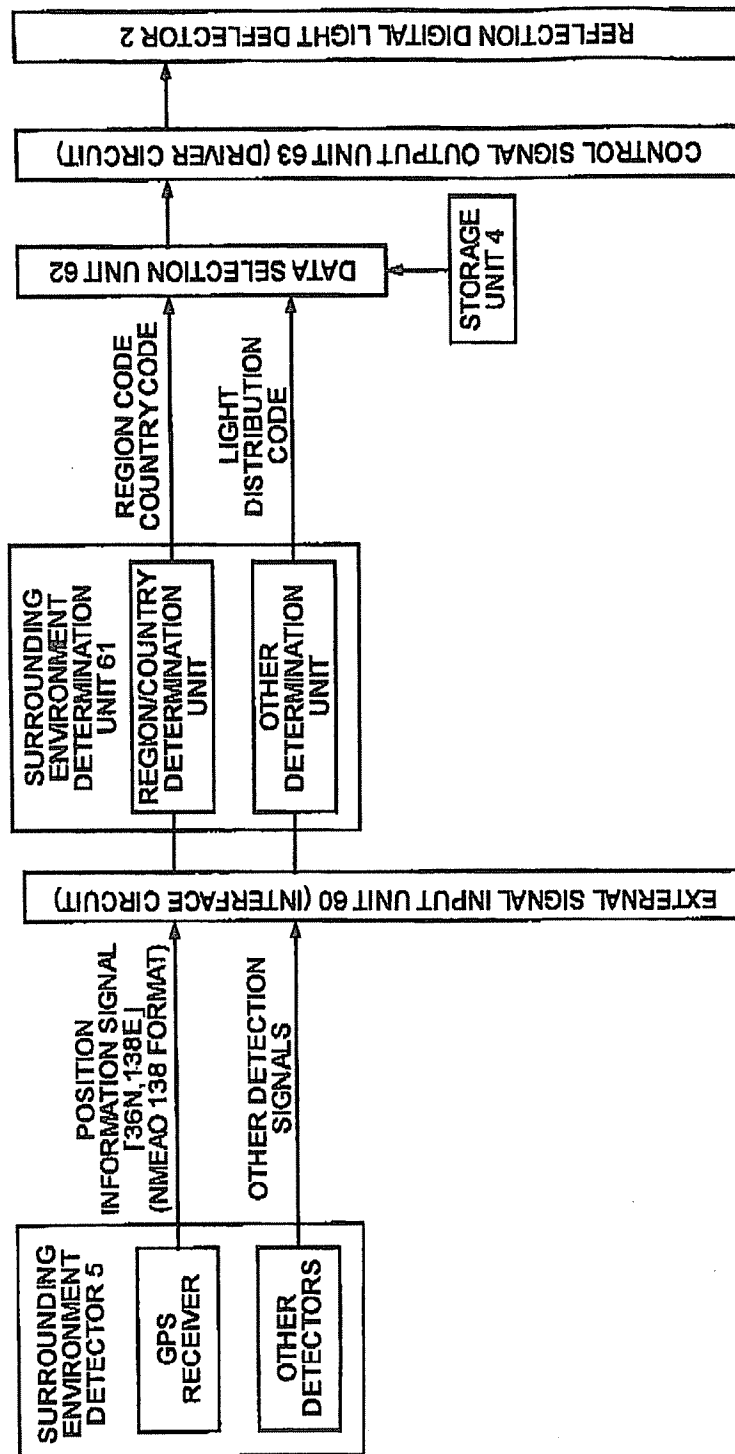 SURROUNDING
ENVIRONMENT
DETECTOR 5
GPS
RECEIVER
OTHER
DETECTORS
POSITION
INFORMATION SIGNAL
「36N,138E」
(NMEAO 138 FORMAT)
OTHER DETECTION
SIGNALS
EXTERNAL SIGNAL INPUT UNIT 60 (INTERFACE CIRCUIT)
SURROUNDING
ENVIRONMENT
DETERMINATION
UNIT 61
REGION/COUNTRY
DETERMINATION
UNIT
OTHER
DETERMINATION
UNIT
REGION CODE
COUNTRY CODE
LIGHT
DISTRIBUTION
CODE
DATA SELECTION UNIT 62
STORAGE
UNIT 4
CONTROL SIGNAL OUTPUT UNIT 63 (DRIVER CIRCUIT)
REFLECTION DIGITAL LIGHT DEFLECTOR 2